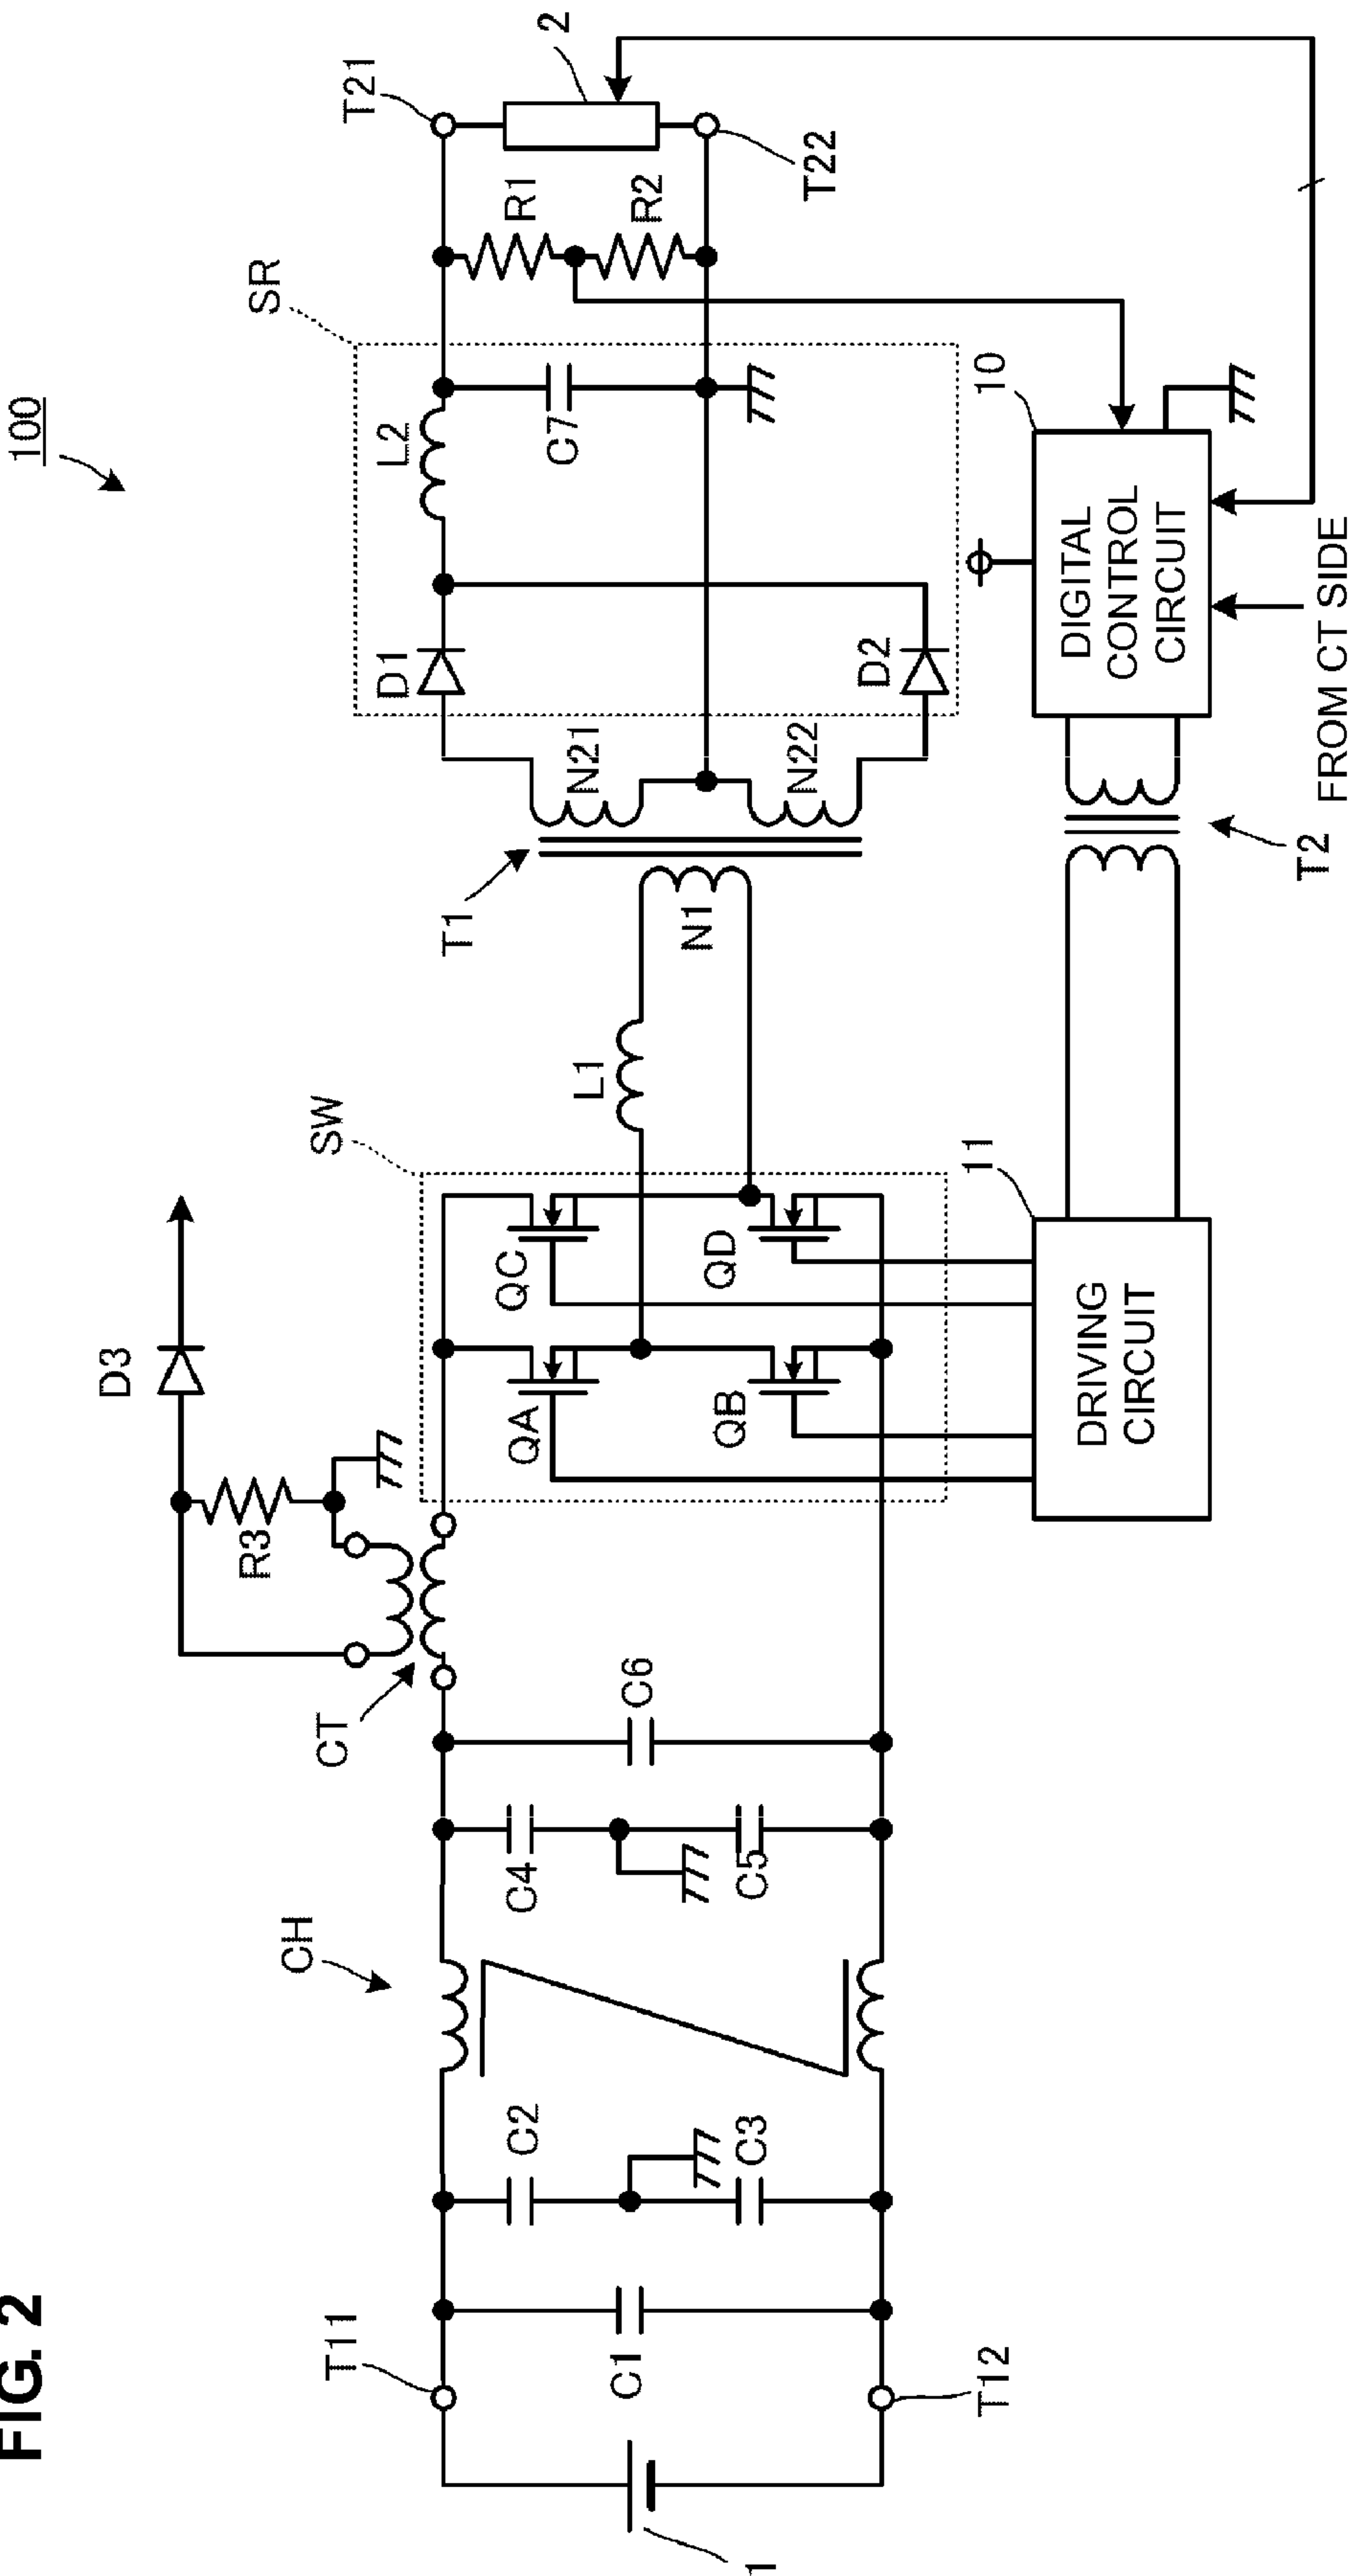 FIG. 2
100
1
T11
T12
C1
C2
C3
CH
C4
C5
C6
CT
R3
D3
SW
QA
QB
QC
QD
L1
T1
N1
N21
N22
SR
D1
D2
L2
C7
R1
R2
T21
T22
2
11
DRIVING
CIRCUIT
T2
10
DIGITAL
CONTROL
CIRCUIT
FROM CT SIDE